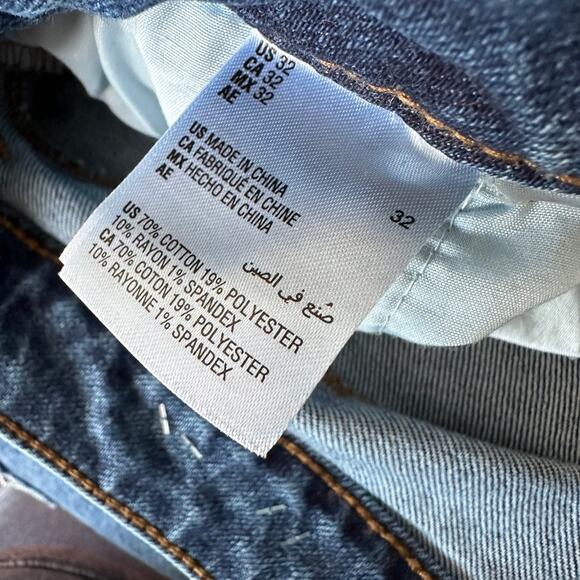 US 32
CA 32
MX 32
AE
32
US MADE IN CHINA
CA FABRIQUÉ EN CHINE
MX HECHO EN CHINA
AE
صُنع في الصين
US 70% COTTON 19% POLYESTER
10% RAYON 1% SPANDEX
CA 70% COTON 19% POLYESTER
10% RAYONNE 1% SPANDEX